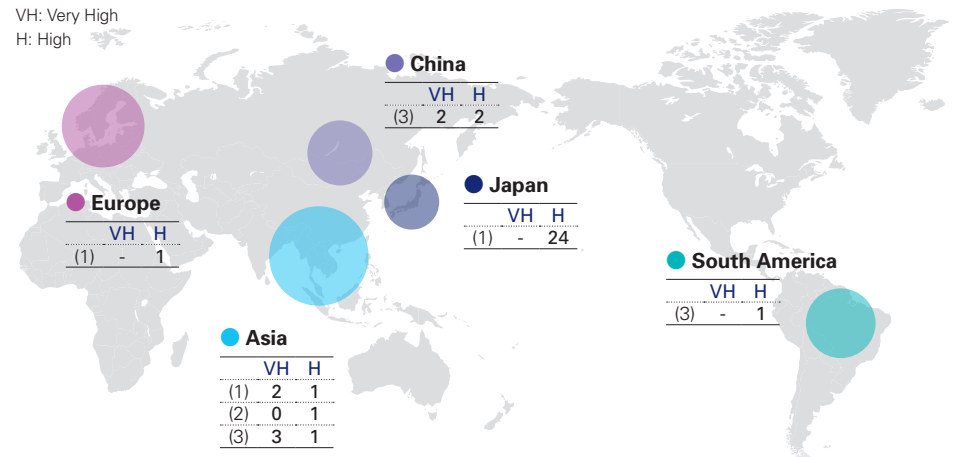 VH: Very High
H: High
China
VH H
(3) 2 2
Japan
VH H
(1) - 24
Europe
VH H
(1) - 1
South America
VH H
(3) - 1
Asia
VH H
(1) 2 1
(2) 0 1
(3) 3 1